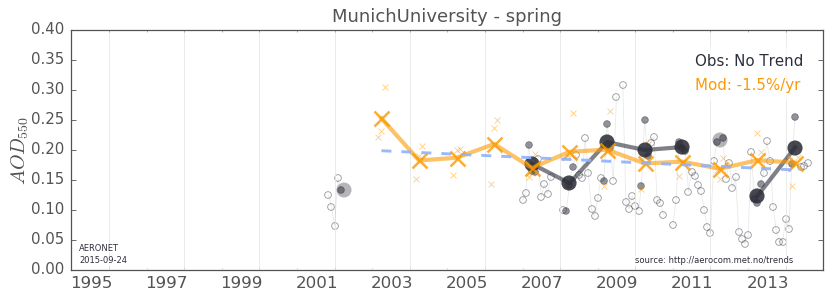 MunichUniversity - spring
0.40
0.35
0.30
0.25
0.20
0.15
0.10
0.05
0.00
AOD550
Obs: No Trend
Mod: -1.5%/yr
AERONET
2015-09-24
source: http://aerocom.met.no/trends
1995 1997 1999 2001 2003 2005 2007 2009 2011 2013